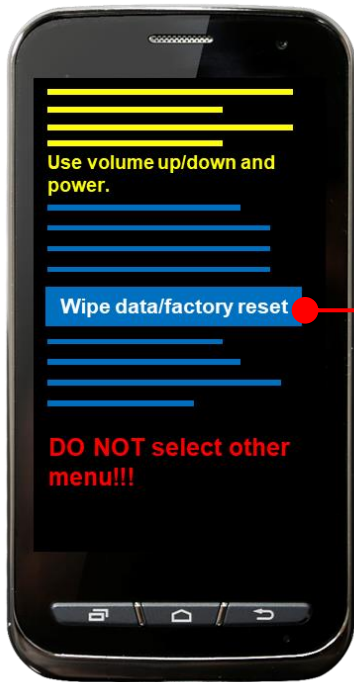 Use volume up/down and
power.
Wipe data/factory reset
DO NOT select other
menu!!!